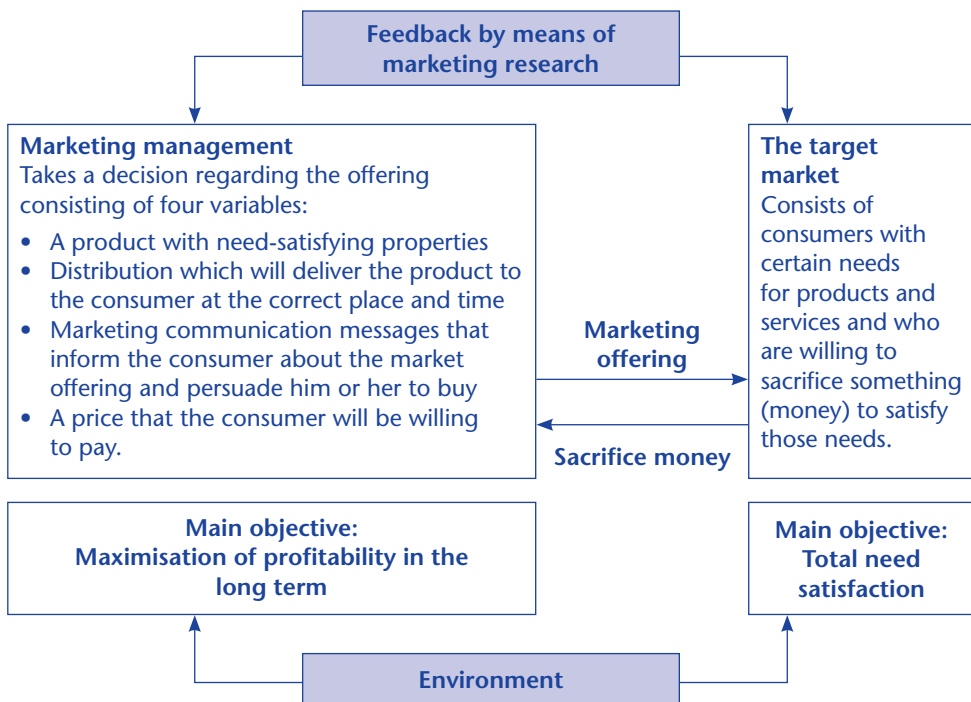 Feedback by means of
marketing research
Marketing management
Takes a decision regarding the offering
consisting of four variables:
• A product with need-satisfying properties
• Distribution which will deliver the product to
the consumer at the correct place and time
• Marketing communication messages that
inform the consumer about the market
offering and persuade him or her to buy
• A price that the consumer will be willing
to pay.
Marketing
offering
Sacrifice money
The target
market
Consists of
consumers with
certain needs
for products and
services and who
are willing to
sacrifice something
(money) to satisfy
those needs.
Main objective:
Maximisation of profitability in the
long term
Main objective:
Total need
satisfaction
Environment